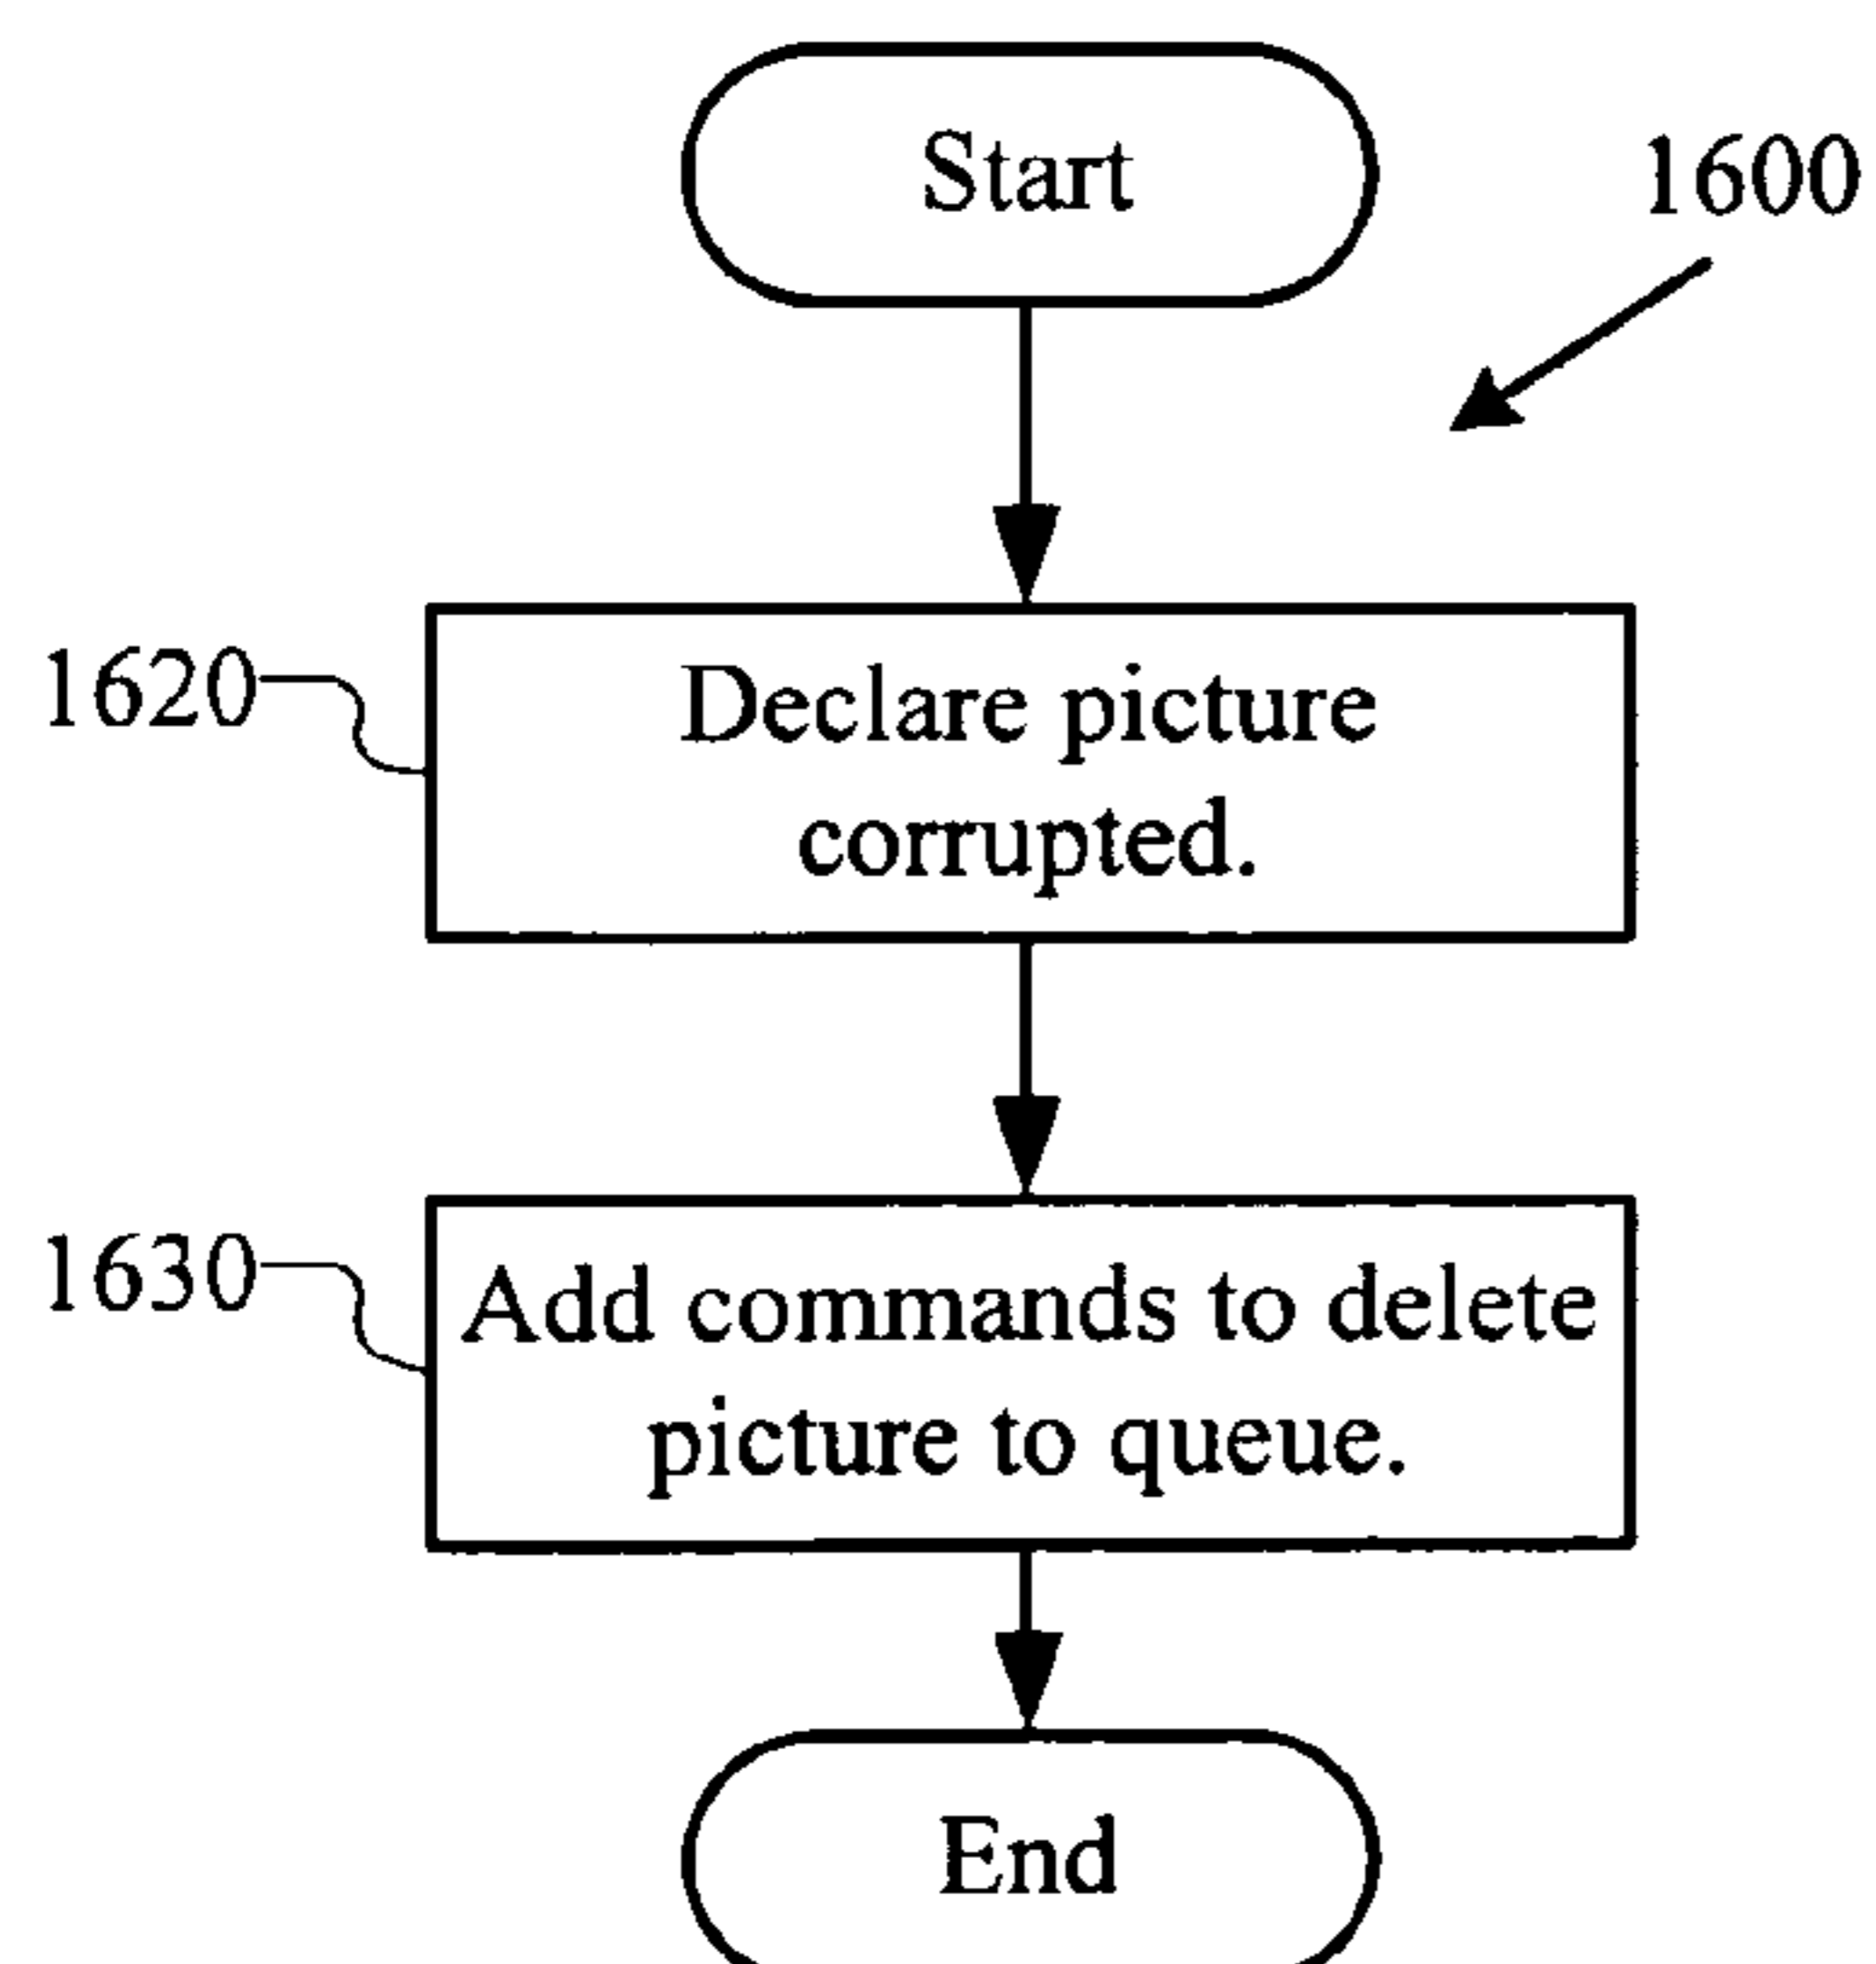 Start
1600
1620
Declare picture
corrupted.
1630
Add commands to delete
picture to queue.
End